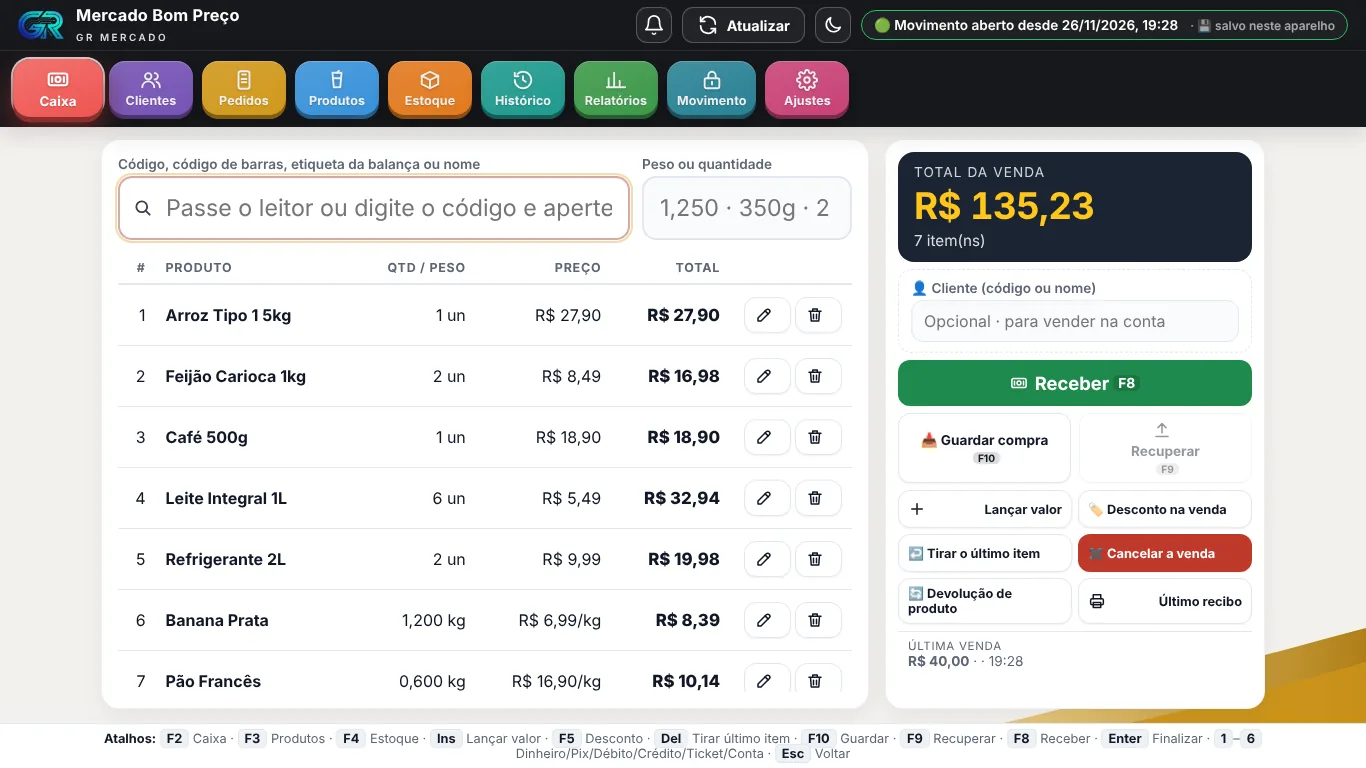 GR
Mercado Bom Preço
GR MERCADO
Atualizar
Movimento aberto desde 26/11/2026, 19:28 · 💾 salvo neste aparelho
Caixa
Clientes
Pedidos
Produtos
Estoque
Histórico
Relatórios
Movimento
Ajustes
Código, código de barras, etiqueta da balança ou nome
Passe o leitor ou digite o código e aperte
Peso ou quantidade
1,250 · 350g · 2
# PRODUTO QTD / PESO PREÇO TOTAL
1 Arroz Tipo 1 5kg 1 un R$ 27,90 R$ 27,90
2 Feijão Carioca 1kg 2 un R$ 8,49 R$ 16,98
3 Café 500g 1 un R$ 18,90 R$ 18,90
4 Leite Integral 1L 6 un R$ 5,49 R$ 32,94
5 Refrigerante 2L 2 un R$ 9,99 R$ 19,98
6 Banana Prata 1,200 kg R$ 6,99/kg R$ 8,39
7 Pão Francês 0,600 kg R$ 16,90/kg R$ 10,14
TOTAL DA VENDA
R$ 135,23
7 item(ns)
👤 Cliente (código ou nome)
Opcional · para vender na conta
Receber F8
📥 Guardar compra
F10
Recuperar
F9
Lançar valor
🏷️ Desconto na venda
↩️ Tirar o último item
✖️ Cancelar a venda
🔄 Devolução de
produto
Último recibo
ÚLTIMA VENDA
R$ 40,00 · · 19:28
Atalhos: F2 Caixa · F3 Produtos · F4 Estoque · Ins Lançar valor · F5 Desconto · Del Tirar último item · F10 Guardar · F9 Recuperar · F8 Receber · Enter Finalizar · 1 – 6
Dinheiro/Pix/Débito/Crédito/Ticket/Conta · Esc Voltar